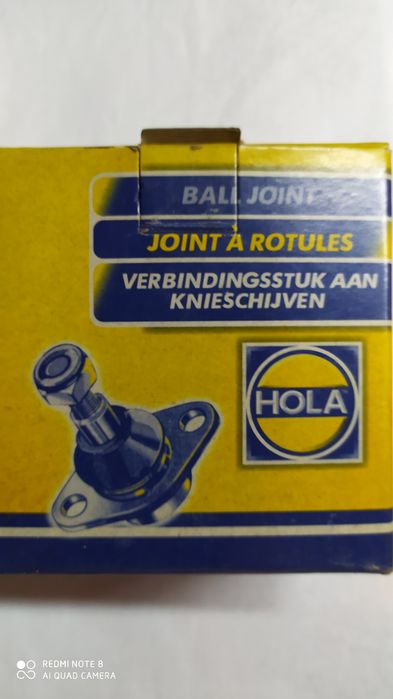 BALL JOINT
JOINT À ROTULES
VERBINDINGSSTUK AAN
KNIESCHIJVEN
HOLA
REDMI NOTE 8
AI QUAD CAMERA